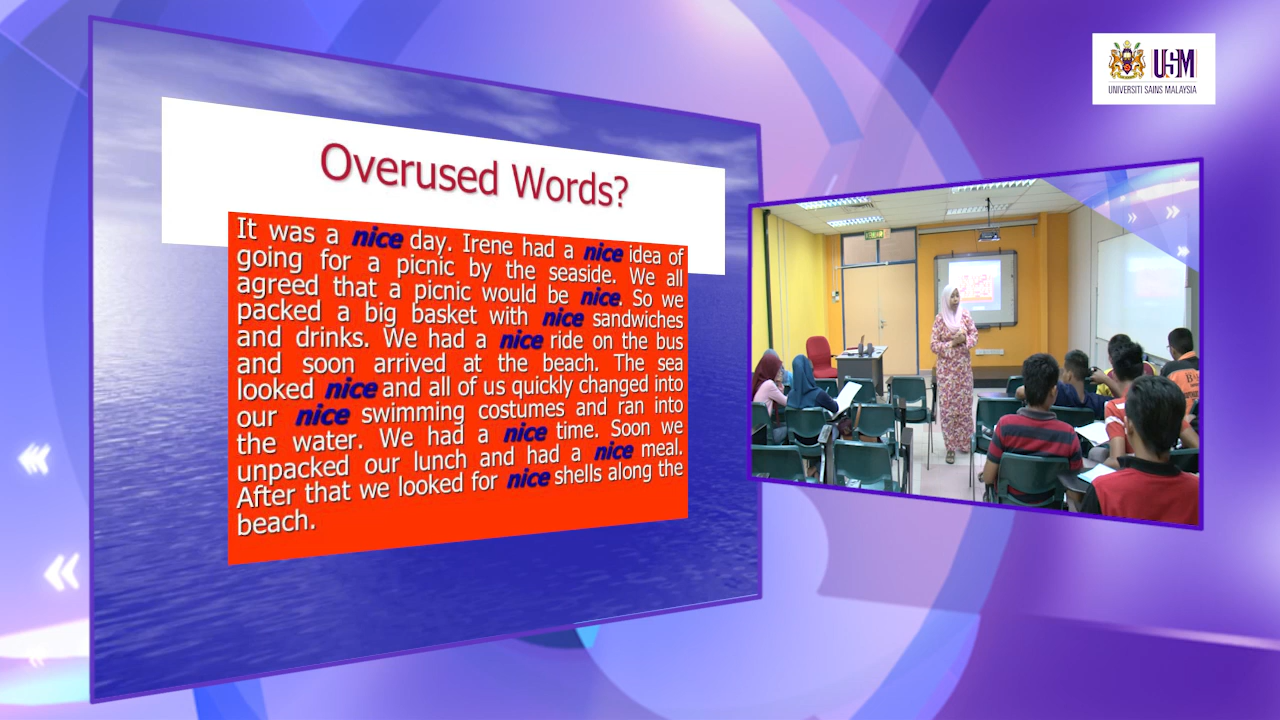 Overused Words?
It was a nice day. Irene had a nice idea of
going for a picnic by the seaside. We all
agreed that a picnic would be nice. So we
packed a big basket with nice sandwiches
and drinks. We had a nice ride on the bus
and soon arrived at the beach. The sea
looked nice and all of us quickly changed into
our nice swimming costumes and ran into
the water. We had a nice time. Soon we
unpacked our lunch and had a nice meal.
After that we looked for nice shells along the
beach.
USM
UNIVERSITI SAINS MALAYSIA